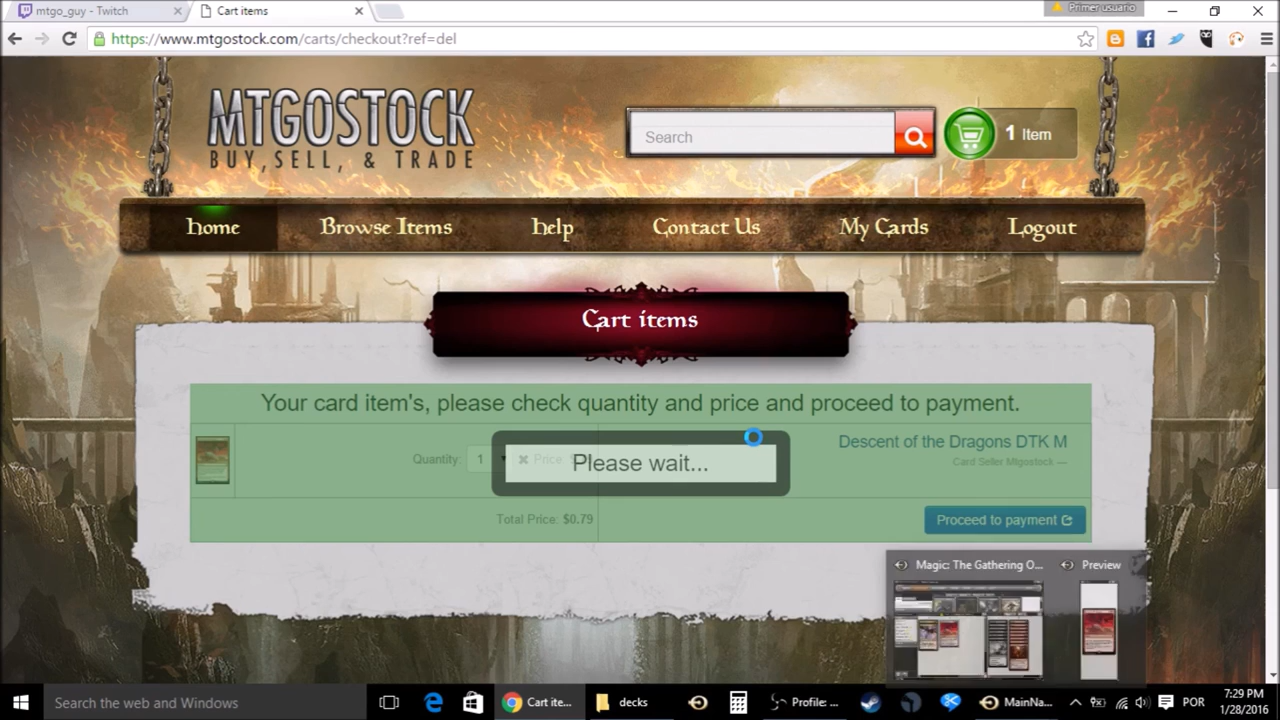 mtgo_guy - Twitch
Cart items
Primer usuario
https://www.mtgostock.com/carts/checkout?ref=del
MTGOSTOCK
BUY, SELL, & TRADE
Search
1 Item
home
Browse Items
help
Contact Us
My Cards
Logout
Cart items
Your card item's, please check quantity and price and proceed to payment.
Quantity: 1
Price
Please wait...
Descent of the Dragons DTK M
Card Seller Mtgostock —
Total Price: $0.79
Proceed to payment
Magic: The Gathering O...
Preview
Search the web and Windows
Cart ite...
decks
Profile: ...
MainNa...
POR
7:29 PM
1/28/2016